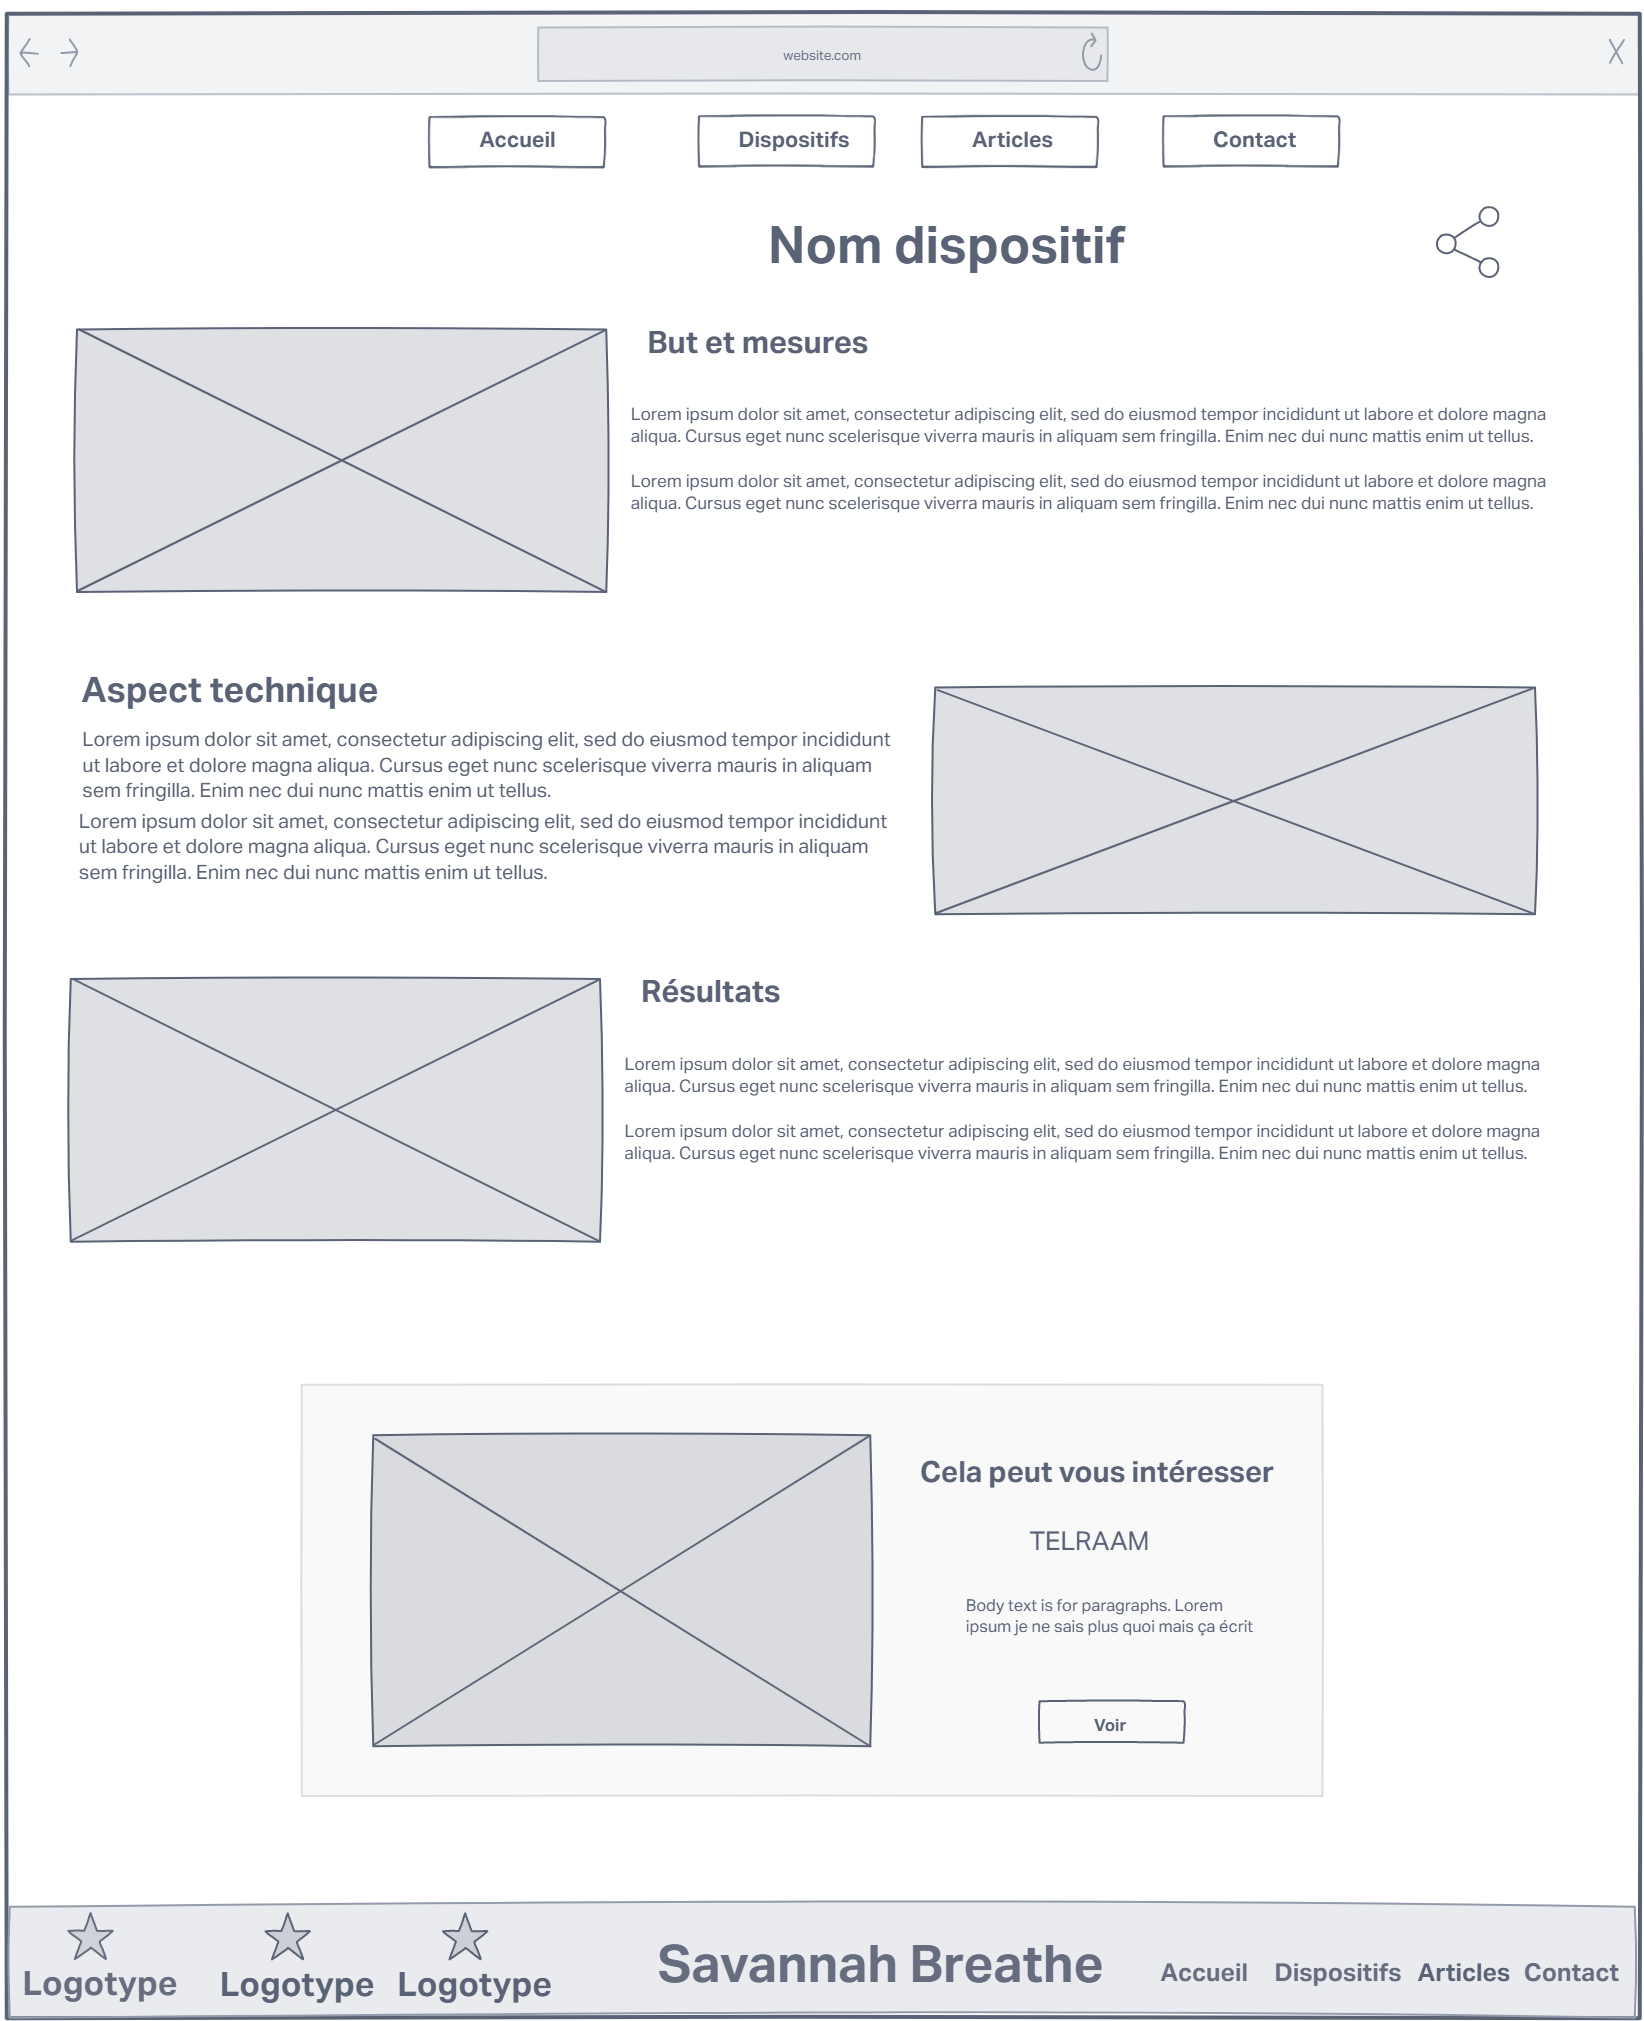 website.com
Accueil
Dispositifs
Articles
Contact
Nom dispositif
But et mesures
Lorem ipsum dolor sit amet, consectetur adipiscing elit, sed do eiusmod tempor incididunt ut labore et dolore magna
aliqua. Cursus eget nunc scelerisque viverra mauris in aliquam sem fringilla. Enim nec dui nunc mattis enim ut tellus.
Lorem ipsum dolor sit amet, consectetur adipiscing elit, sed do eiusmod tempor incididunt ut labore et dolore magna
aliqua. Cursus eget nunc scelerisque viverra mauris in aliquam sem fringilla. Enim nec dui nunc mattis enim ut tellus.
Aspect technique
Lorem ipsum dolor sit amet, consectetur adipiscing elit, sed do eiusmod tempor incididunt
ut labore et dolore magna aliqua. Cursus eget nunc scelerisque viverra mauris in aliquam
sem fringilla. Enim nec dui nunc mattis enim ut tellus.
Lorem ipsum dolor sit amet, consectetur adipiscing elit, sed do eiusmod tempor incididunt
ut labore et dolore magna aliqua. Cursus eget nunc scelerisque viverra mauris in aliquam
sem fringilla. Enim nec dui nunc mattis enim ut tellus.
Résultats
Lorem ipsum dolor sit amet, consectetur adipiscing elit, sed do eiusmod tempor incididunt ut labore et dolore magna
aliqua. Cursus eget nunc scelerisque viverra mauris in aliquam sem fringilla. Enim nec dui nunc mattis enim ut tellus.
Lorem ipsum dolor sit amet, consectetur adipiscing elit, sed do eiusmod tempor incididunt ut labore et dolore magna
aliqua. Cursus eget nunc scelerisque viverra mauris in aliquam sem fringilla. Enim nec dui nunc mattis enim ut tellus.
Cela peut vous intéresser
TELRAAM
Body text is for paragraphs. Lorem
ipsum je ne sais plus quoi mais ça écrit
Voir
Logotype
Logotype
Logotype
Savannah Breathe
Accueil
Dispositifs
Articles
Contact